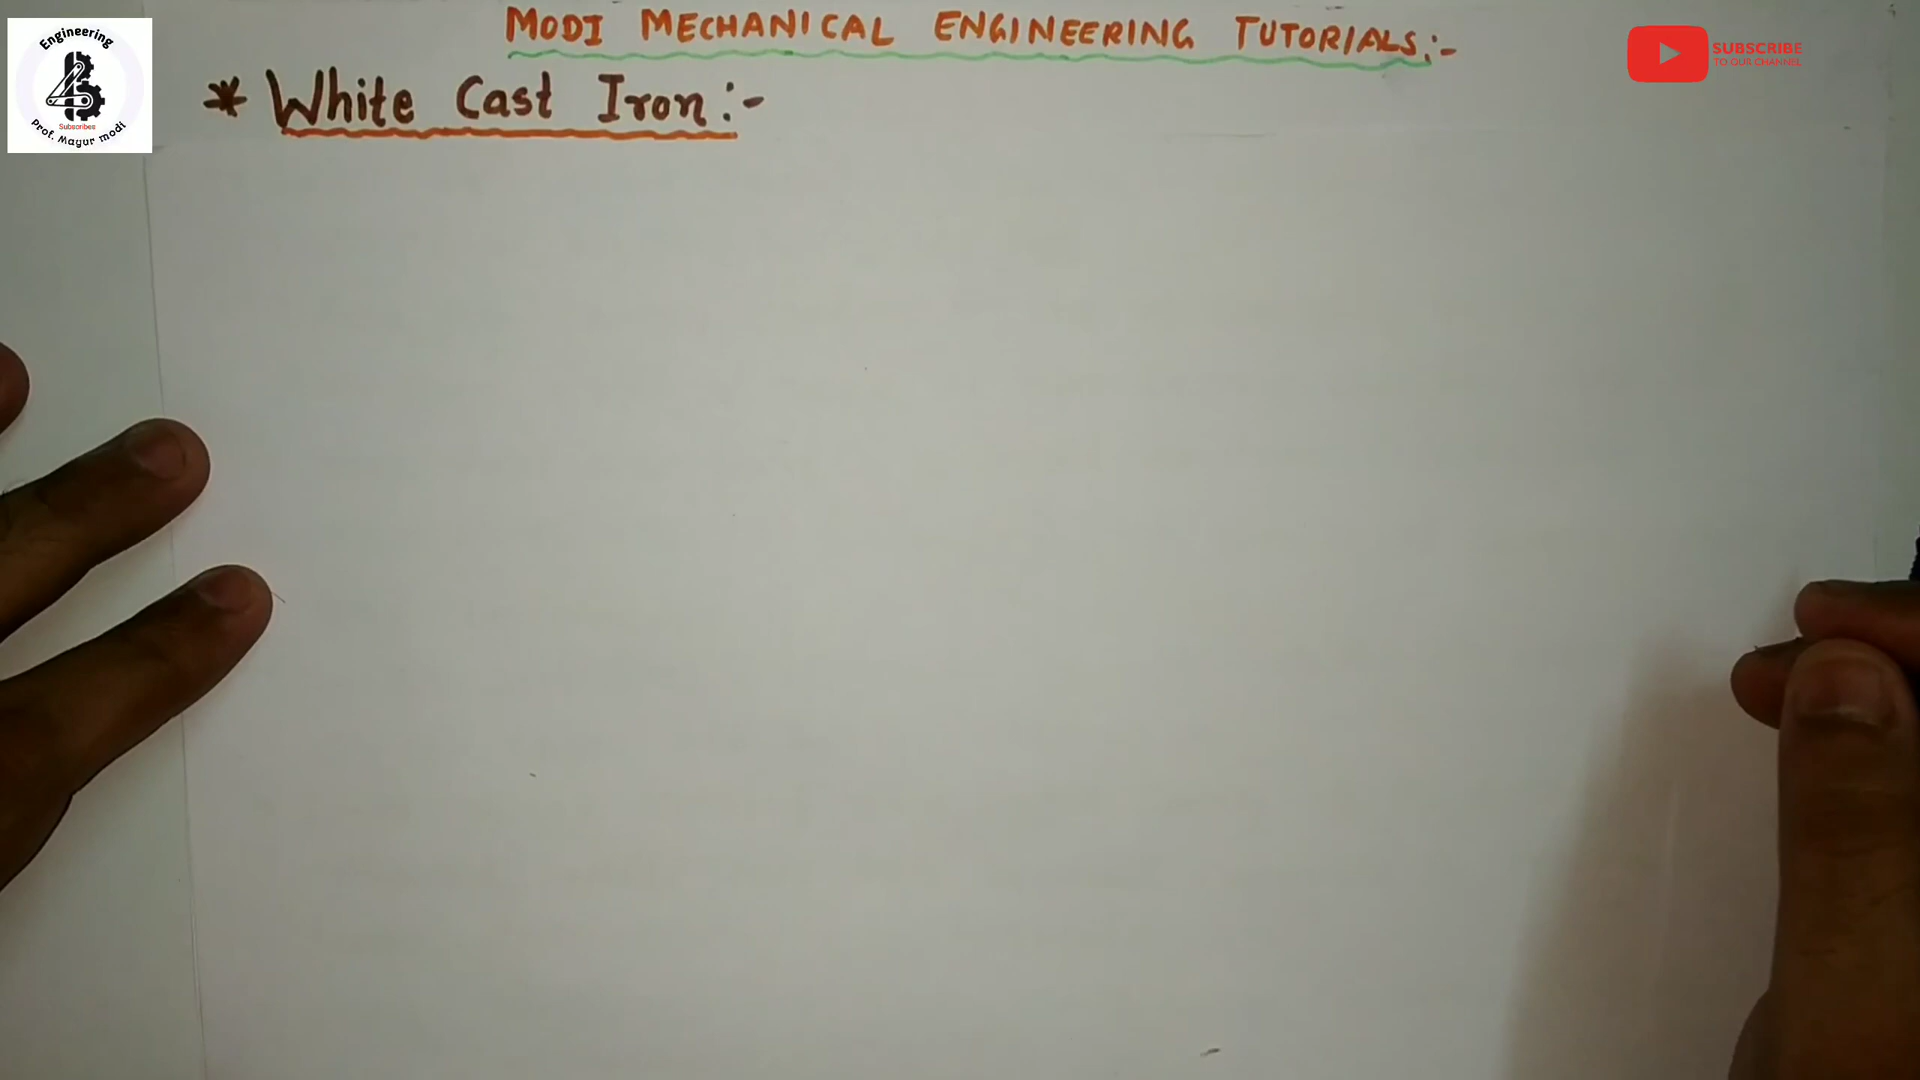 MODI MECHANICAL ENGINEERING TUTORIALS:-
* White Cast Iron:-
Engineering
Subscribes
Prof. Mayur modi
SUBSCRIBE
TO OUR CHANNEL